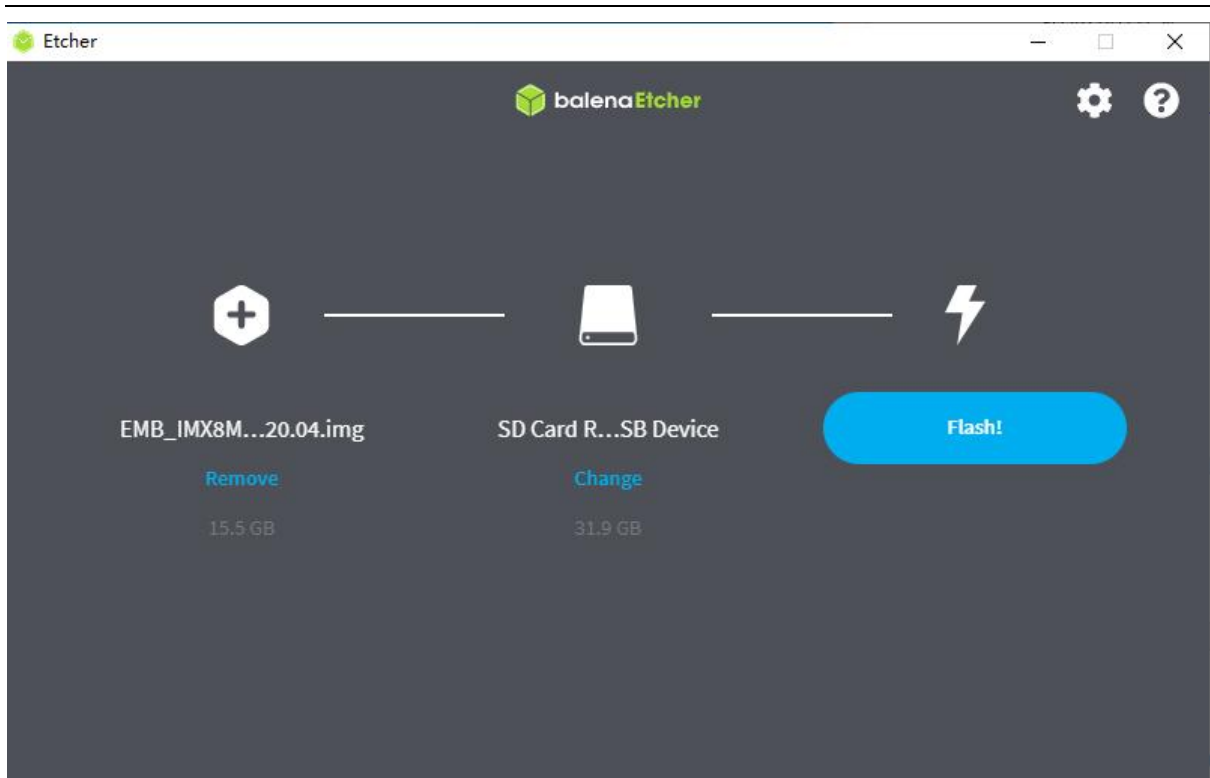 Etcher
balenaEtcher
EMB_IMX8M...20.04.img
SD Card R...SB Device
Flash!
Remove
Change
15.5 GB
31.9 GB